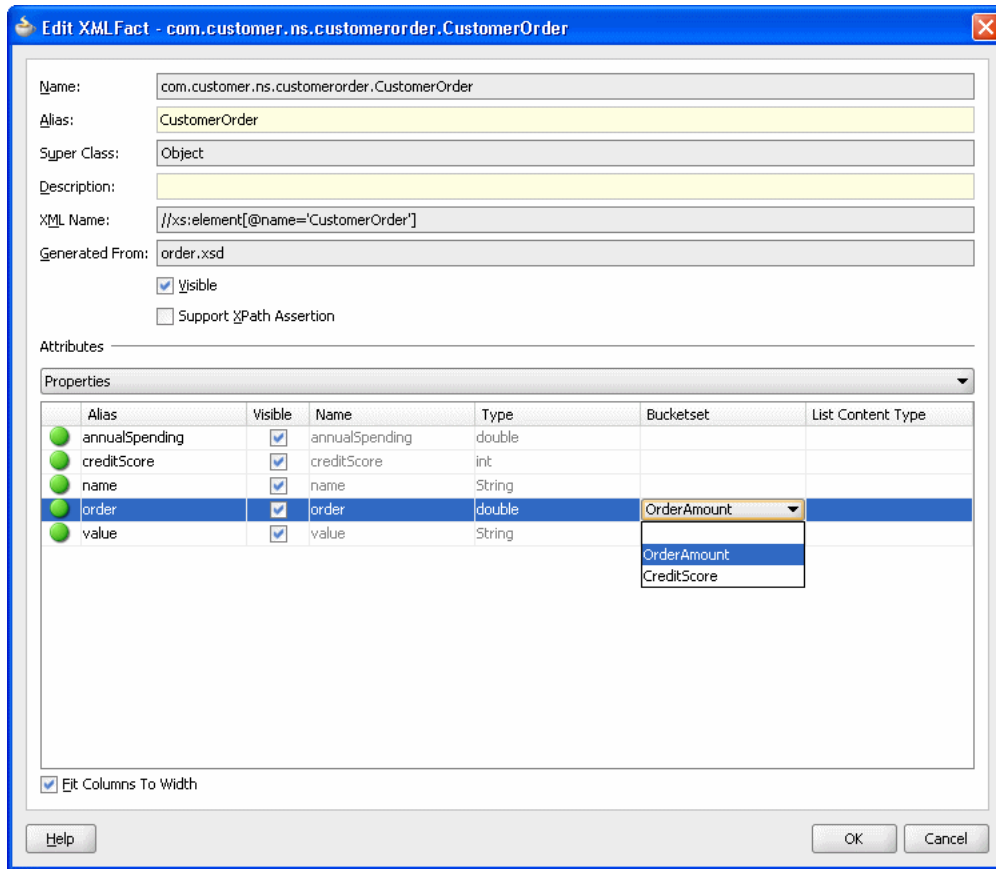 Edit XMLFact - com.customer.ns.customerorder.CustomerOrder
Name: com.customer.ns.customerorder.CustomerOrder
Alias: CustomerOrder
Super Class: Object
Description:
XML Name: //xs:element[@name='CustomerOrder']
Generated From: order.xsd
Visible
Support XPath Assertion
Attributes
Properties
Alias Visible Name Type Bucketset List Content Type
annualSpending annualSpending double
creditScore creditScore int
name name String
order order double OrderAmount
value value String
OrderAmount
CreditScore
Fit Columns To Width
Help OK Cancel